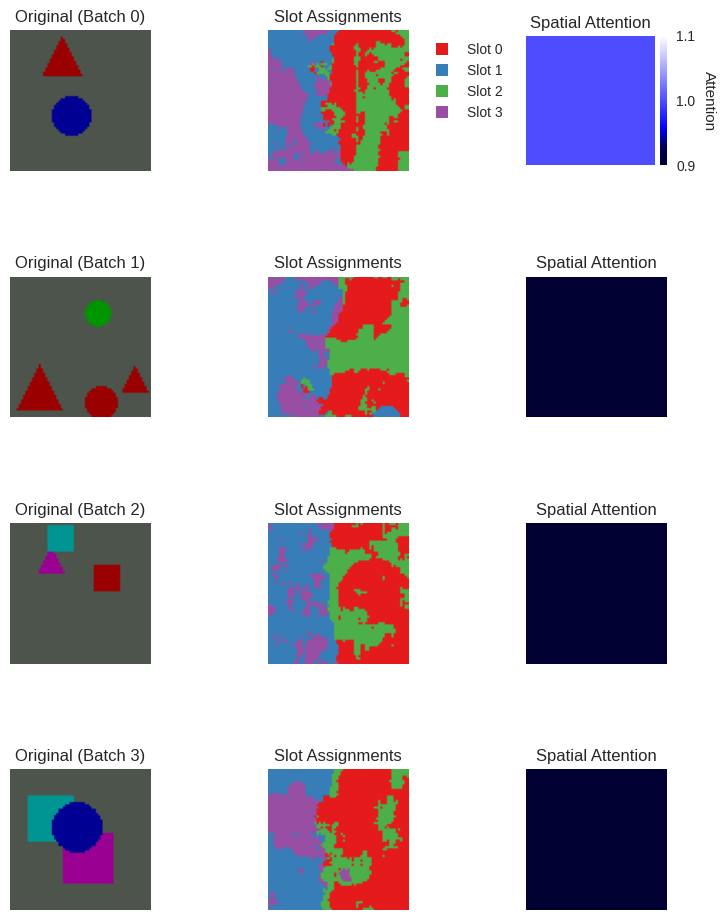 Original (Batch 0)
Slot Assignments
Slot 0
Slot 1
Slot 2
Slot 3
Spatial Attention
1.1
1.0
0.9
Attention
Original (Batch 1)
Slot Assignments
Spatial Attention
Original (Batch 2)
Slot Assignments
Spatial Attention
Original (Batch 3)
Slot Assignments
Spatial Attention